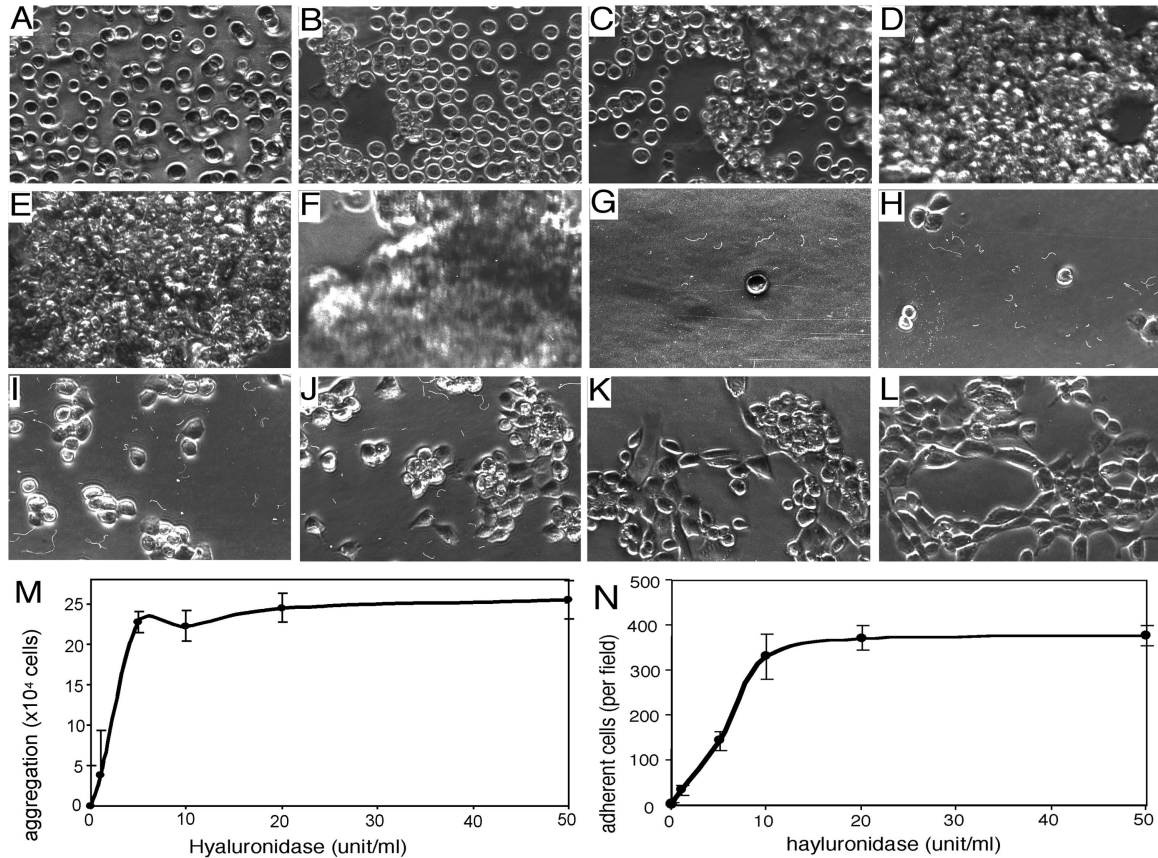 A
B
C
D
E
F
G
H
I
J
K
L
M
aggregation (x10⁴ cells)
25
20
15
10
5
0
0
10
20
30
40
50
Hyaluronidase (unit/ml)
N
adherent cells (per field)
500
400
300
200
100
0
0
10
20
30
40
50
hayluronidase (unit/ml)